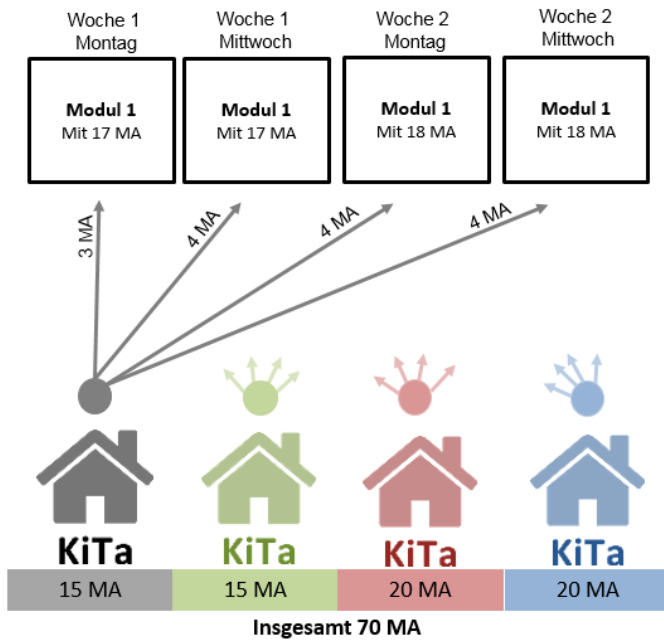 Woche 1
Montag
Woche 1
Mittwoch
Woche 2
Montag
Woche 2
Mittwoch
Modul 1
Mit 17 MA
Modul 1
Mit 17 MA
Modul 1
Mit 18 MA
Modul 1
Mit 18 MA
3 MA
4 MA
4 MA
4 MA
KiTa
KiTa
KiTa
KiTa
15 MA
15 MA
20 MA
20 MA
Insgesamt 70 MA